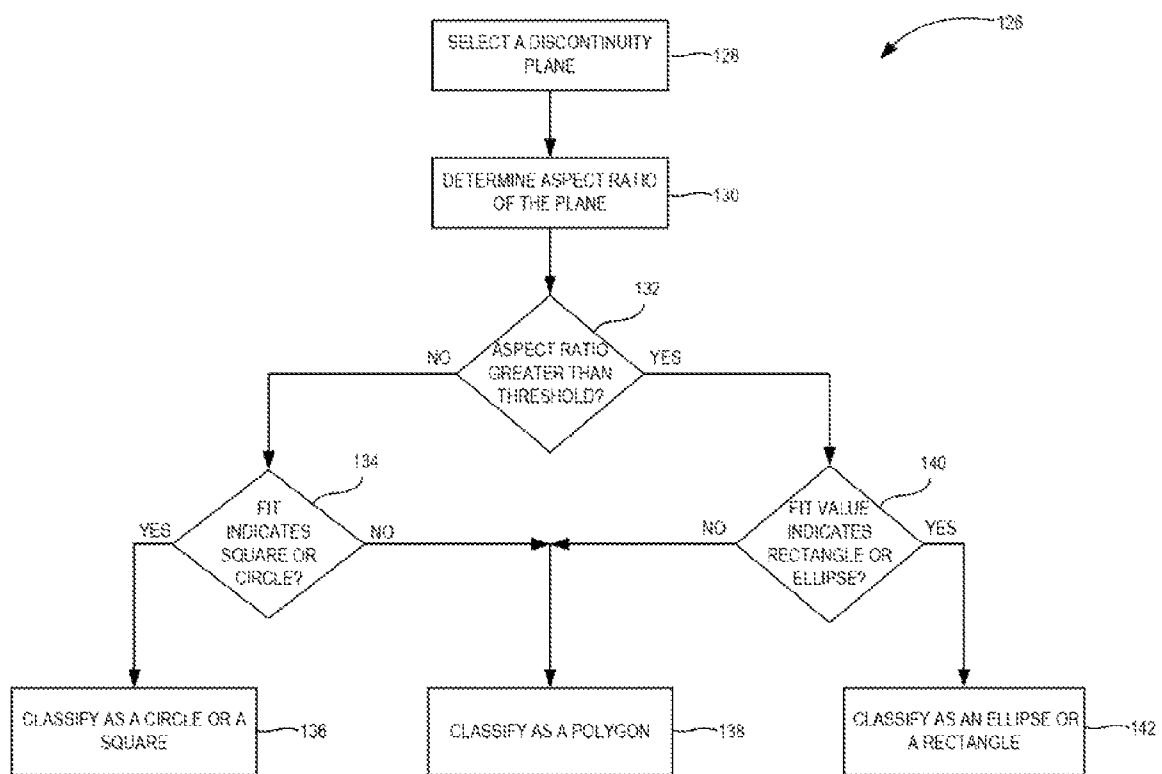 126
SELECT A DISCONTINUITY
PLANE
128
DETERMINE ASPECT RATIO
OF THE PLANE
130
132
NO
ASPECT RATIO
GREATER THAN
THRESHOLD?
YES
134
140
YES
FIT
INDICATES
SQUARE OR
CIRCLE?
NO
NO
FIT VALUE
INDICATES
RECTANGLE OR
ELLIPSE?
YES
CLASSIFY AS A CIRCLE OR A
SQUARE
136
CLASSIFY AS A POLYGON
138
CLASSIFY AS AN ELLIPSE OR
A RECTANGLE
142